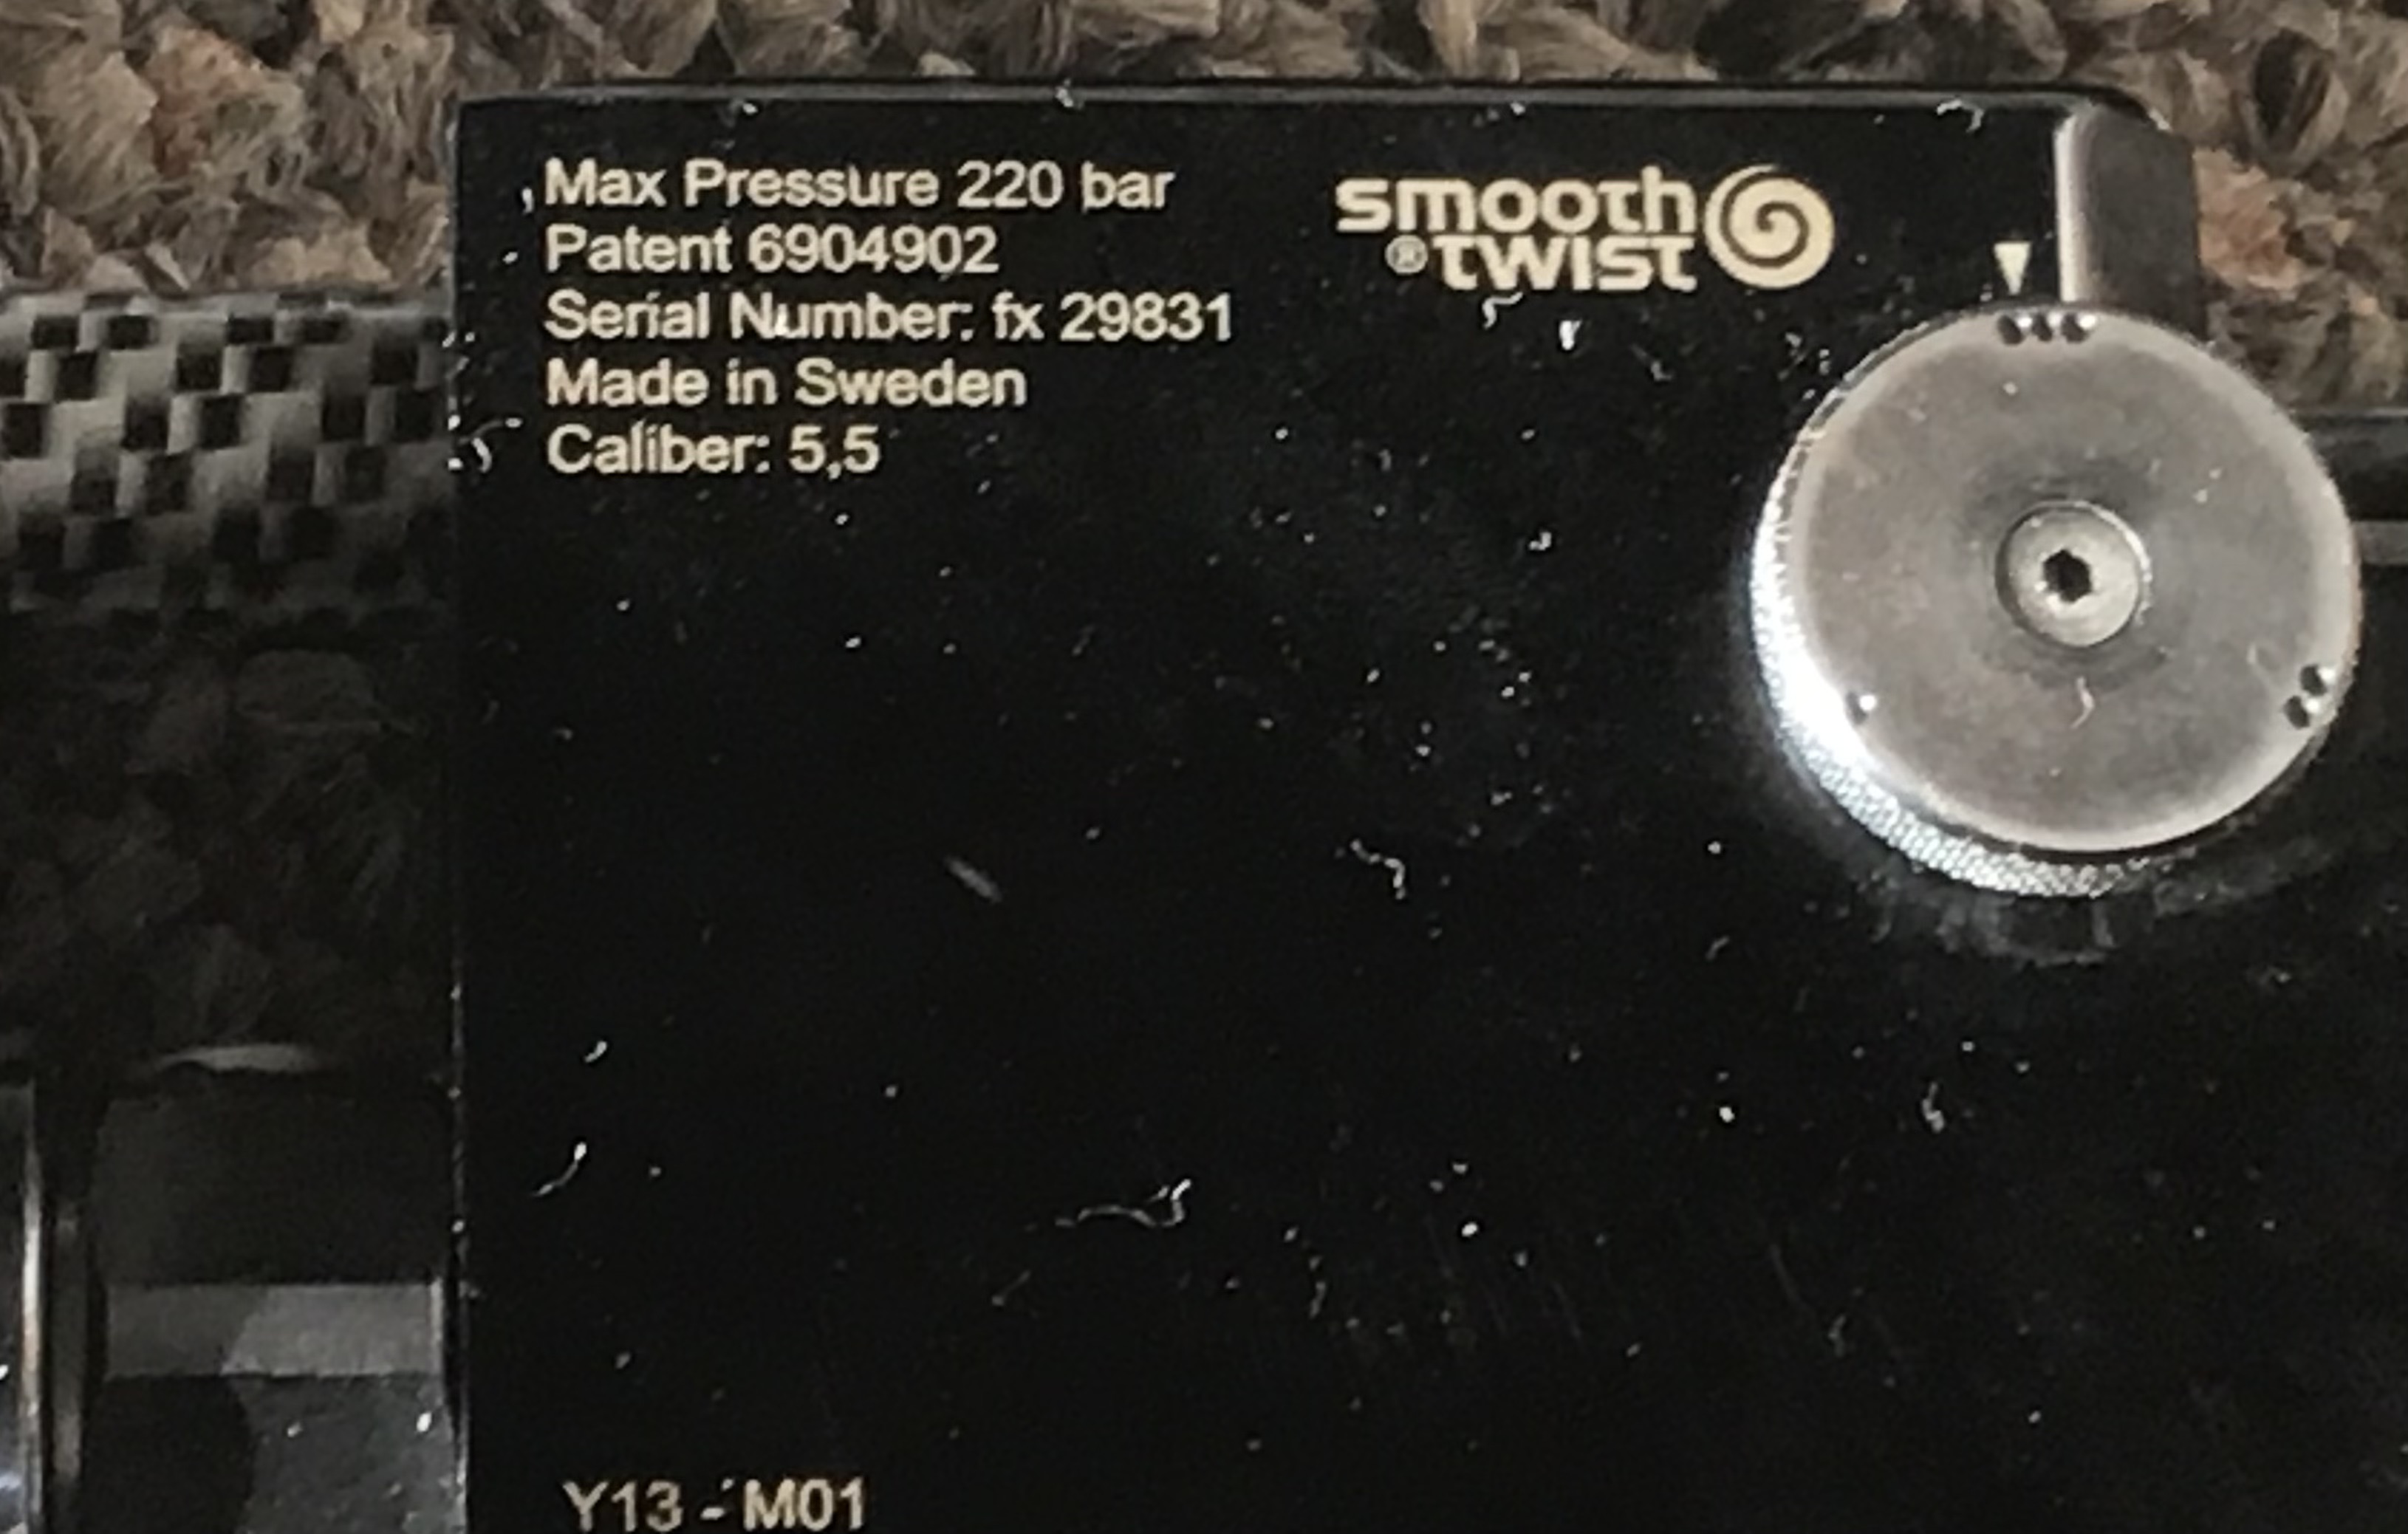 Max Pressure 220 bar
Patent 6904902
Serial Number: fx 29831
Made in Sweden
Caliber: 5,5
smooth
® twist
Y13 - M01